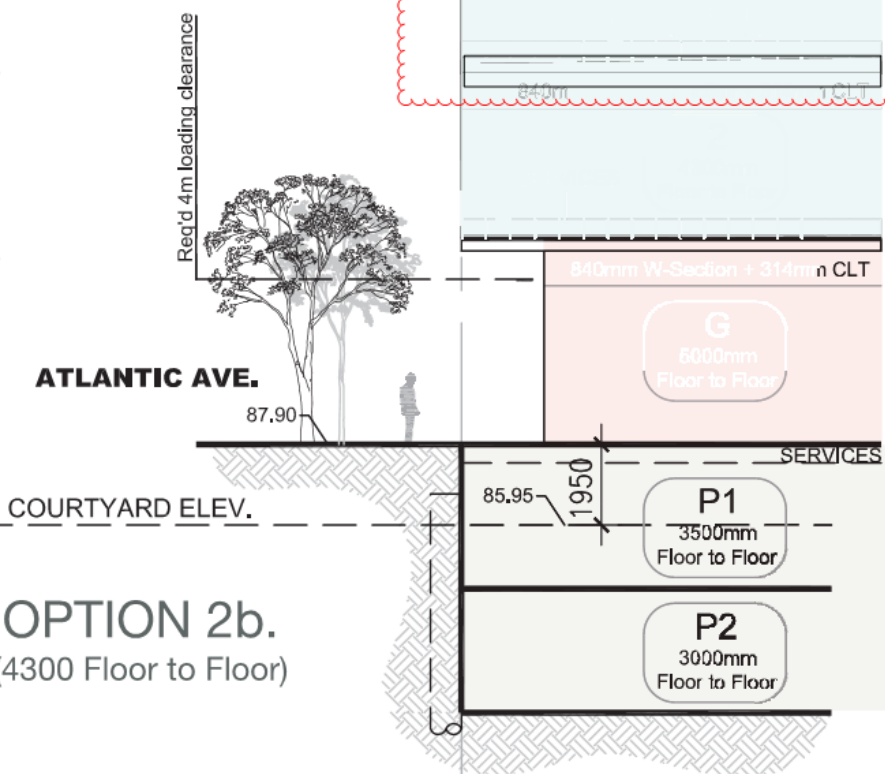 Req'd 4m loading clearance
840m
CLT
840mm W-Section + 314mm CLT
G
5000mm
Floor to Floor
ATLANTIC AVE.
87.90
SERVICES
1950
85.95
P1
3500mm
Floor to Floor
COURTYARD ELEV.
OPTION 2b.
(4300 Floor to Floor)
P2
3000mm
Floor to Floor